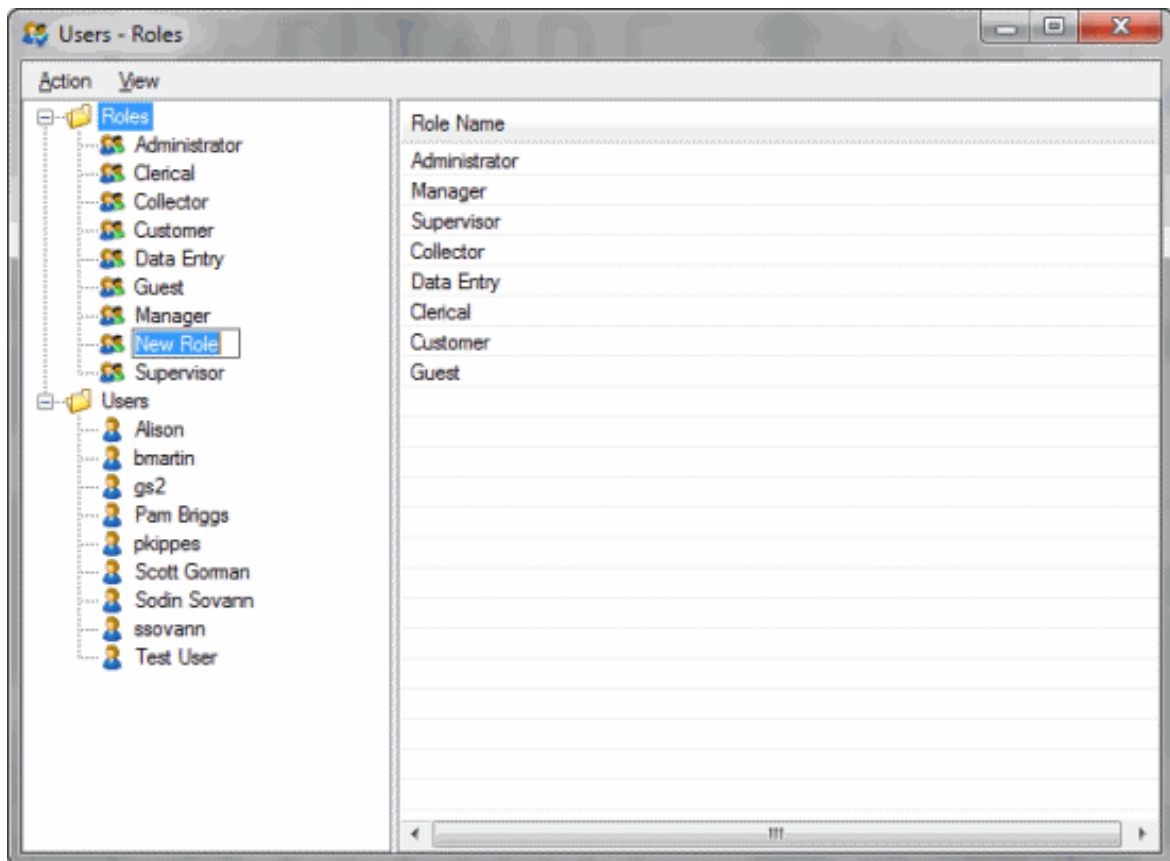 Users - Roles
Action View
Roles
Administrator
Clerical
Collector
Customer
Data Entry
Guest
Manager
New Role
Supervisor
Users
Alison
bmartin
gs2
Pam Briggs
pkippes
Scott Gorman
Sodin Sovann
ssovann
Test User
Role Name
Administrator
Manager
Supervisor
Collector
Data Entry
Clerical
Customer
Guest